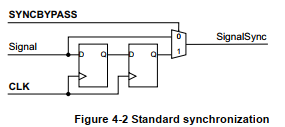 SYNCBYPASS
Signal
D Q D Q
0
1
SignalSync
CLK
Figure 4-2 Standard synchronization